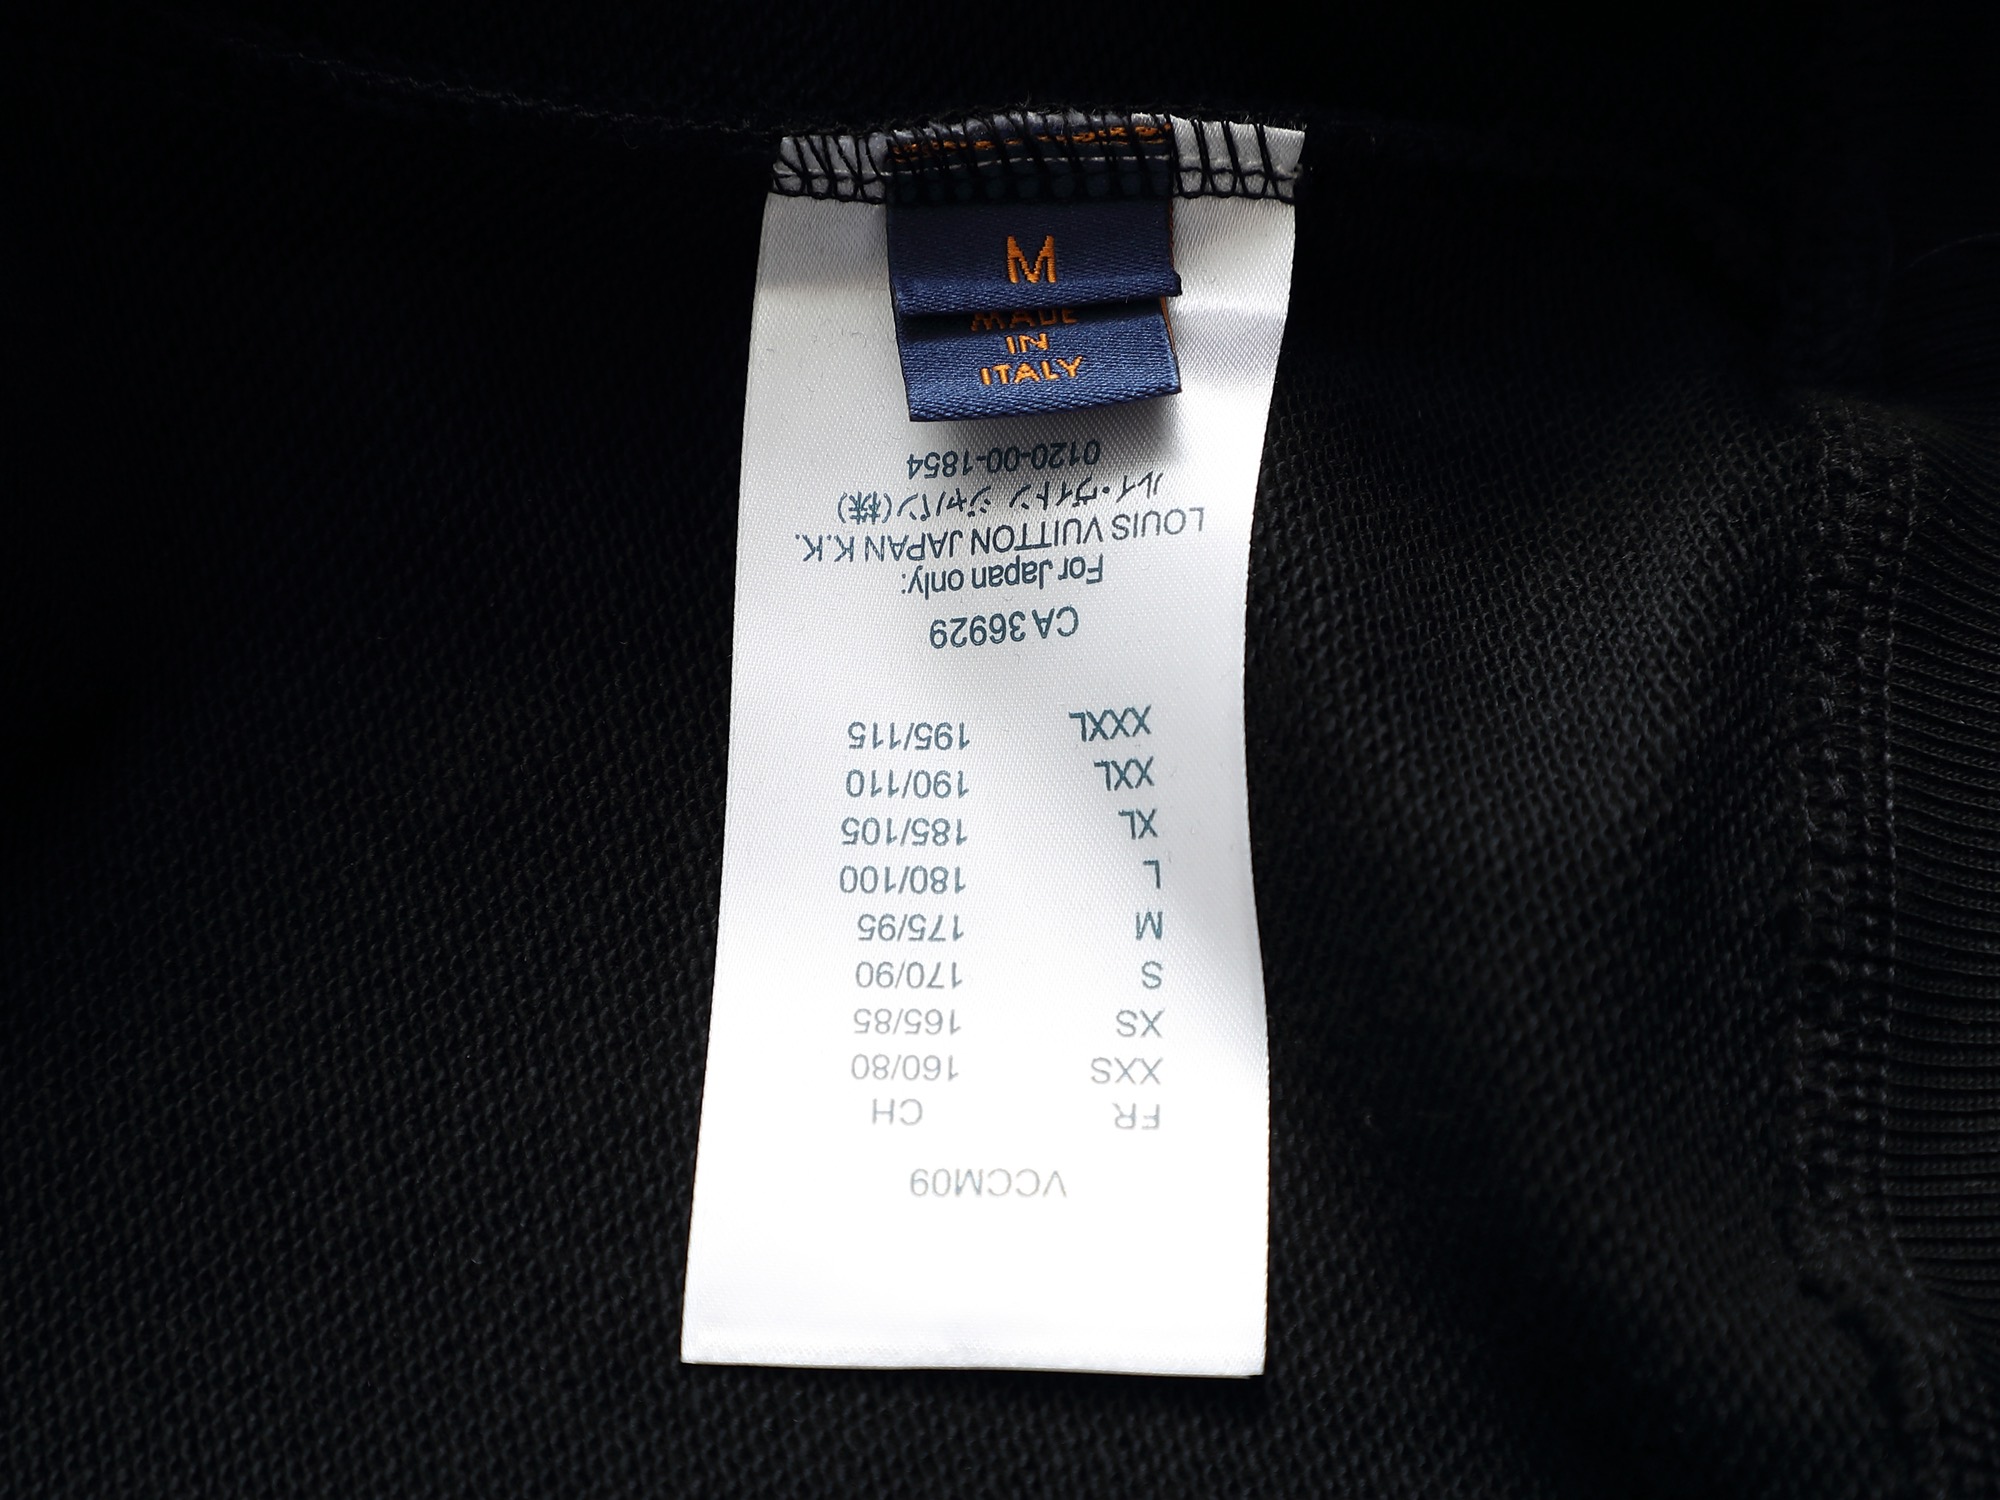 M
MADE
IN
ITALY
VCCM09
FR CH
XXS 160/80
XS 165/85
S 170/90
M 175/95
L 180/100
XL 185/105
XXL 190/110
XXXL 195/115
CA 36929
For Japan only:
LOUIS VUITTON JAPAN K.K.
ルイ・ヴィトン ジャパン(株)
0120-00-1854